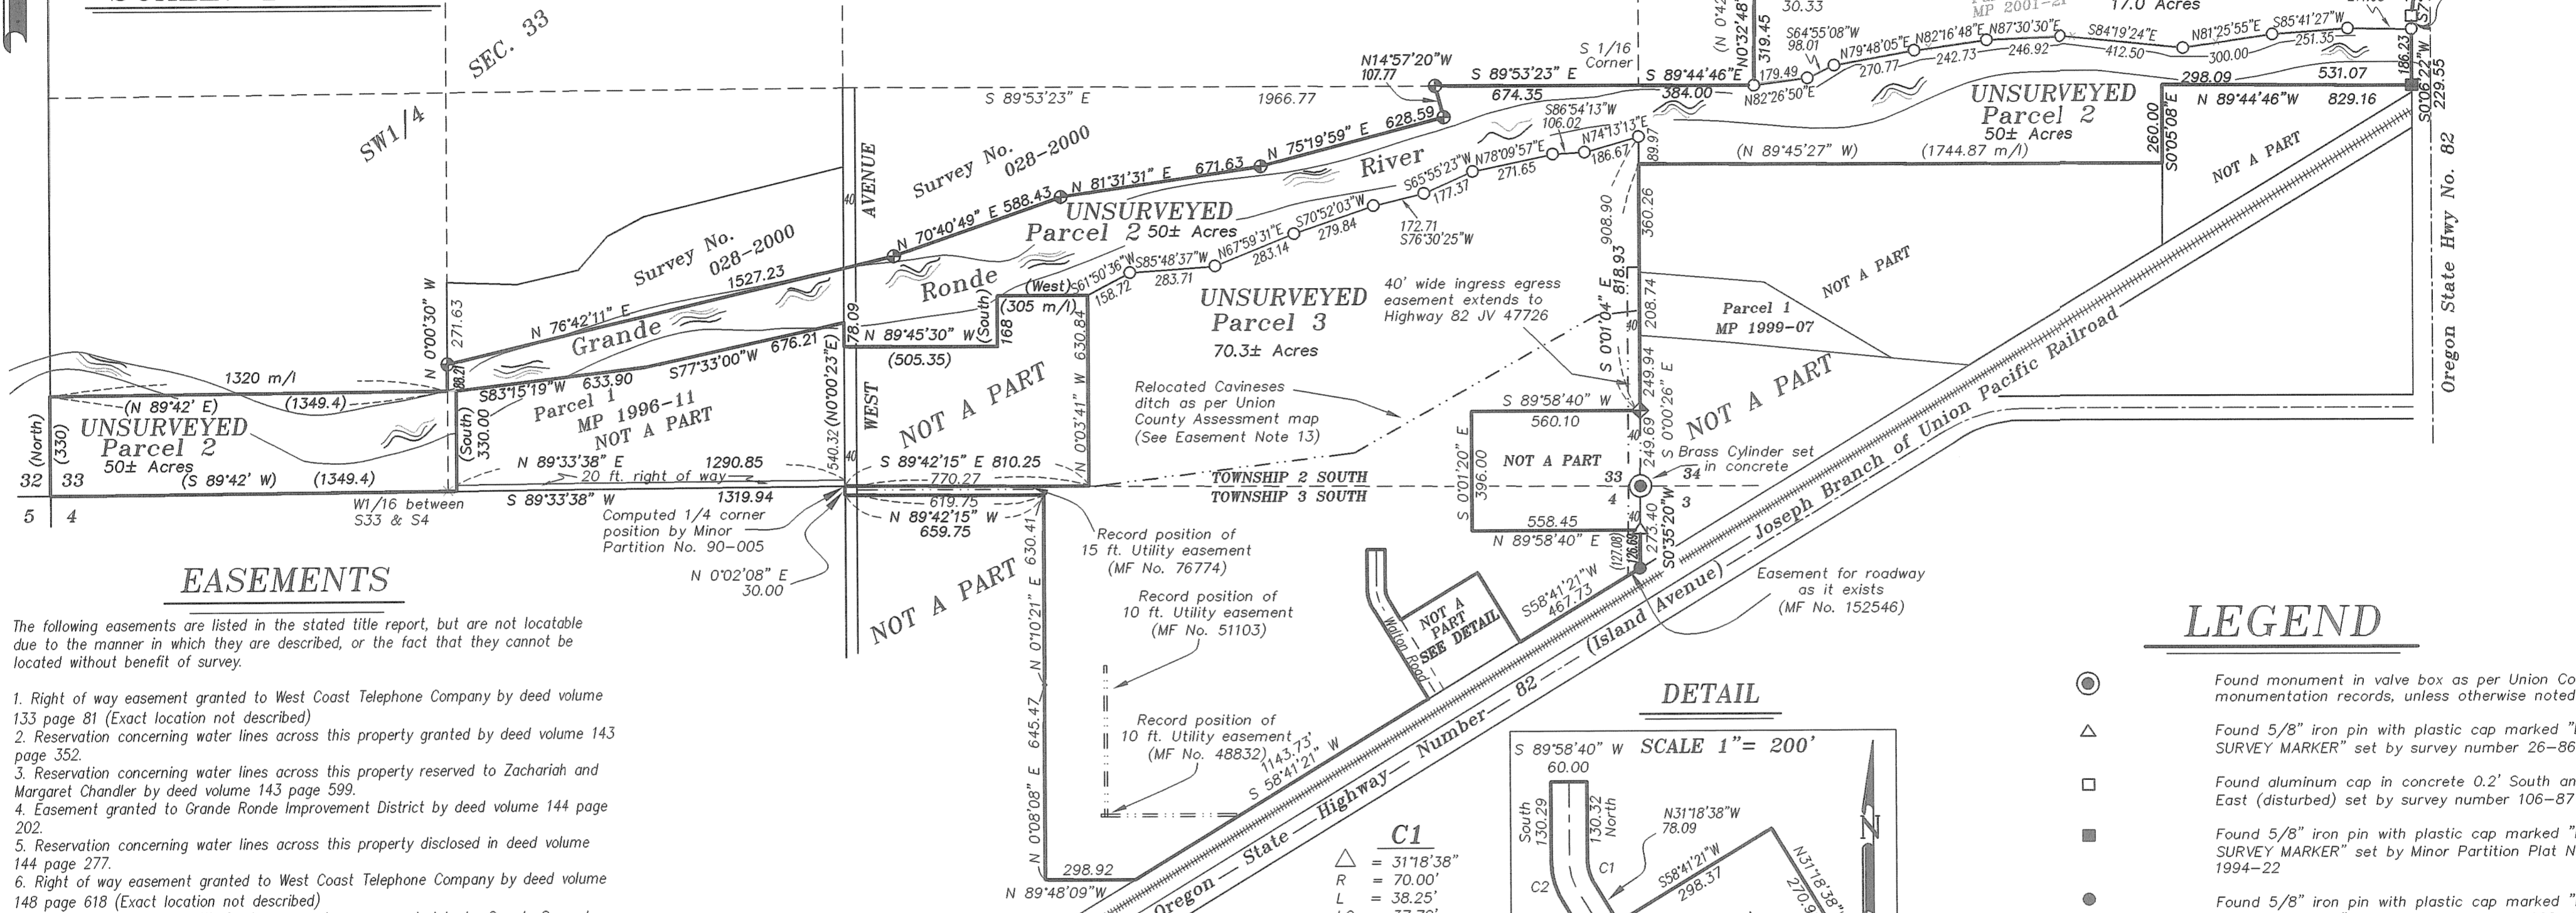 SEC. 33
SW1/4
S 89°53'23" E
1966.77
N14°57'20"W
107.77
S 89°53'23" E
674.35
S 1/16
Corner
S 89°44'46"E
384.00
N0°32'48"
319.45
30.33
MP 2001-21
17.0 Acres
S64°55'08"W
98.01
179.49
N82°26'50"E
N79°48'05"E
270.77
N82°16'48"E
242.73
N87°30'30"E
246.92
S84°19'24"E
412.50
N81°25'55"E
300.00
S85°41'27"W
251.35
186.23
S0°06'22"W
229.55
298.09
531.07
N 89°44'46"W
829.16
UNSURVEYED
Parcel 2
50± Acres
260.00
S0°05'08"E
NOT A PART
(N 89°45'27" W)
(1744.87 m/l)
Oregon State Hwy No. 82
Survey No.
028-2000
AVENUE
40
628.59
N 75°19'59" E
671.63
N 81°31'31" E
588.43
N 70°40'49" E
UNSURVEYED
Parcel 2
50± Acres
River
S86°54'13"W
106.02
N74°13'13"E
186.67
89.97
S65°55'23"W
177.37
N78°09'57"E
271.65
S70°52'03"W
279.84
172.71
S76°30'25"W
N67°59'31"E
283.14
S85°48'37"W
283.71
S61°50'36"W
158.72
Survey No.
028-2000
1527.23
N 76°42'11" E
Grande
Ronde
N 0°00'30" W
271.63
88.21
(West)
(305 m/l)
(South)
168
630.84
N 0°03'41" W
78.09
N 89°45'30" W
(505.35)
UNSURVEYED
Parcel 3
70.3± Acres
40' wide ingress egress
easement extends to
Highway 82 JV 47726
908.90
360.26
818.93
S 0°01'04" E
208.74
40
249.94
S 0°00'26" E
249.69
40
Parcel 1
MP 1999-07
NOT A PART
NOT A PART
1320 m/l
(N 89°42' E)
(1349.4)
UNSURVEYED
Parcel 2
50± Acres
(North)
(330)
32
33
5
4
(S 89°42' W)
(1349.4)
S83°15'19"W
633.90
S77°33'00"W
676.21
Parcel 1
MP 1996-11
NOT A PART
(South)
330.00
540.32
(N0°00'23"E)
WEST
40
NOT A PART
N 89°33'38" E
1290.85
20 ft. right of way
S 89°33'38" W
1319.94
W1/16 between
S33 & S4
Computed 1/4 corner
position by Minor
Partition No. 90-005
N 0°02'08" E
30.00
S 89°42'15" E 810.25
770.27
619.75
N 89°42'15" W
659.75
Relocated Cavineses
ditch as per Union
County Assessment map
(See Easement Note 13)
TOWNSHIP 2 SOUTH
TOWNSHIP 3 SOUTH
S 89°58'40" W
560.10
NOT A PART
S 0°01'20" E
396.00
558.45
N 89°58'40" E
Brass Cylinder set
in concrete
33
34
4
3
40
273.40
S0°35'20"W
(127.08)
126.69
Joseph Branch of Union Pacific Railroad
NOT A PART
630.41
N 0°10'21" E
645.47
N 0°08'08" E
298.92
N 89°48'09"W
Record position of
15 ft. Utility easement
(MF No. 76774)
Record position of
10 ft. Utility easement
(MF No. 51103)
Record position of
10 ft. Utility easement
(MF No. 48832)
1143.73'
S 58°41'21" W
Walton Road
NOT A
PART
SEE DETAIL
S58°41'21"W
467.73
Easement for roadway
as it exists
(MF No. 152546)
Oregon State Highway Number 82 (Island Avenue)
EASEMENTS
The following easements are listed in the stated title report, but are not locatable
due to the manner in which they are described, or the fact that they cannot be
located without benefit of survey.
1. Right of way easement granted to West Coast Telephone Company by deed volume
133 page 81 (Exact location not described)
2. Reservation concerning water lines across this property granted by deed volume 143
page 352.
3. Reservation concerning water lines across this property reserved to Zachariah and
Margaret Chandler by deed volume 143 page 599.
4. Easement granted to Grande Ronde Improvement District by deed volume 144 page
202.
5. Reservation concerning water lines across this property disclosed in deed volume
144 page 277.
6. Right of way easement granted to West Coast Telephone Company by deed volume
148 page 618 (Exact location not described)
C1
△ = 31°18'38"
R = 70.00'
L = 38.25'
DETAIL
S 89°58'40" W
SCALE 1"= 200'
60.00
South
130.29
130.32
North
N31°18'38"W
78.09
C1
C2
S58°41'21"W
298.37
N31°18'38"
N
LEGEND
Found monument in valve box as per Union Co
monumentation records, unless otherwise noted
Found 5/8" iron pin with plastic cap marked
SURVEY MARKER" set by survey number 26-86
Found aluminum cap in concrete 0.2' South an
East (disturbed) set by survey number 106-87
Found 5/8" iron pin with plastic cap marked
SURVEY MARKER" set by Minor Partition Plat N
1994-22
Found 5/8" iron pin with plastic cap marked